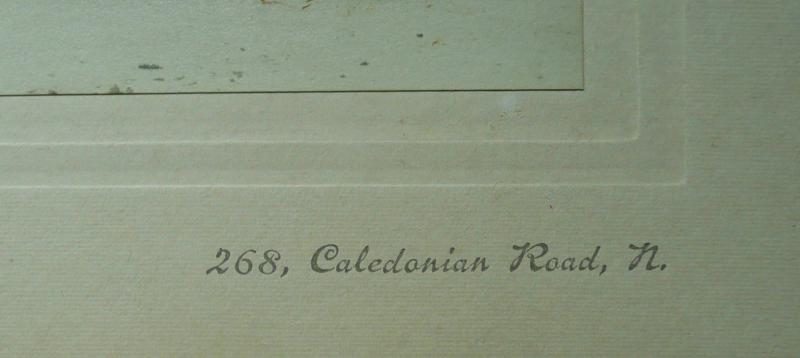 268, Caledonian Road, N.